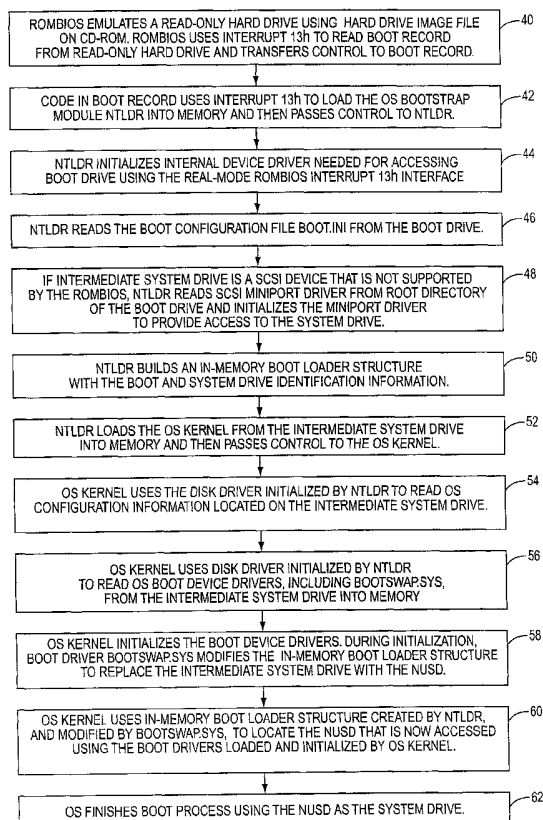 ROMBIOS EMULATES A READ-ONLY HARD DRIVE USING HARD DRIVE IMAGE FILE
ON CD-ROM. ROMBIOS USES INTERRUPT 13h TO READ BOOT RECORD
FROM READ-ONLY HARD DRIVE AND TRANSFERS CONTROL TO BOOT RECORD.
40
CODE IN BOOT RECORD USES INTERRUPT 13h TO LOAD THE OS BOOTSTRAP
MODULE NTLDR INTO MEMORY AND THEN PASSES CONTROL TO NTLDR.
42
NTLDR INITIALIZES INTERNAL DEVICE DRIVER NEEDED FOR ACCESSING
BOOT DRIVE USING THE REAL-MODE ROMBIOS INTERRUPT 13h INTERFACE
44
NTLDR READS THE BOOT CONFIGURATION FILE BOOT.INI FROM THE BOOT DRIVE.
46
IF INTERMEDIATE SYSTEM DRIVE IS A SCSI DEVICE THAT IS NOT SUPPORTED
BY THE ROMBIOS, NTLDR READS SCSI MINIPORT DRIVER FROM ROOT DIRECTORY
OF THE BOOT DRIVE AND INITIALIZES THE MINIPORT DRIVER
TO PROVIDE ACCESS TO THE SYSTEM DRIVE.
48
NTLDR BUILDS AN IN-MEMORY BOOT LOADER STRUCTURE
WITH THE BOOT AND SYSTEM DRIVE IDENTIFICATION INFORMATION.
50
NTLDR LOADS THE OS KERNEL FROM THE INTERMEDIATE SYSTEM DRIVE
INTO MEMORY AND THEN PASSES CONTROL TO THE OS KERNEL.
52
OS KERNEL USES THE DISK DRIVER INITIALIZED BY NTLDR TO READ OS
CONFIGURATION INFORMATION LOCATED ON THE INTERMEDIATE SYSTEM DRIVE.
54
OS KERNEL USES DISK DRIVER INITIALIZED BY NTLDR
TO READ OS BOOT DEVICE DRIVERS, INCLUDING BOOTSWAP.SYS,
FROM THE INTERMEDIATE SYSTEM DRIVE INTO MEMORY
56
OS KERNEL INITIALIZES THE BOOT DEVICE DRIVERS. DURING INITIALIZATION,
BOOT DRIVER BOOTSWAP.SYS MODIFIES THE IN-MEMORY BOOT LOADER STRUCTURE
TO REPLACE THE INTERMEDIATE SYSTEM DRIVE WITH THE NUSD.
58
OS KERNEL USES IN-MEMORY BOOT LOADER STRUCTURE CREATED BY NTLDR,
AND MODIFIED BY BOOTSWAP.SYS, TO LOCATE THE NUSD THAT IS NOW ACCESSED
USING THE BOOT DRIVERS LOADED AND INITIALIZED BY OS KERNEL.
60
OS FINISHES BOOT PROCESS USING THE NUSD AS THE SYSTEM DRIVE.
62